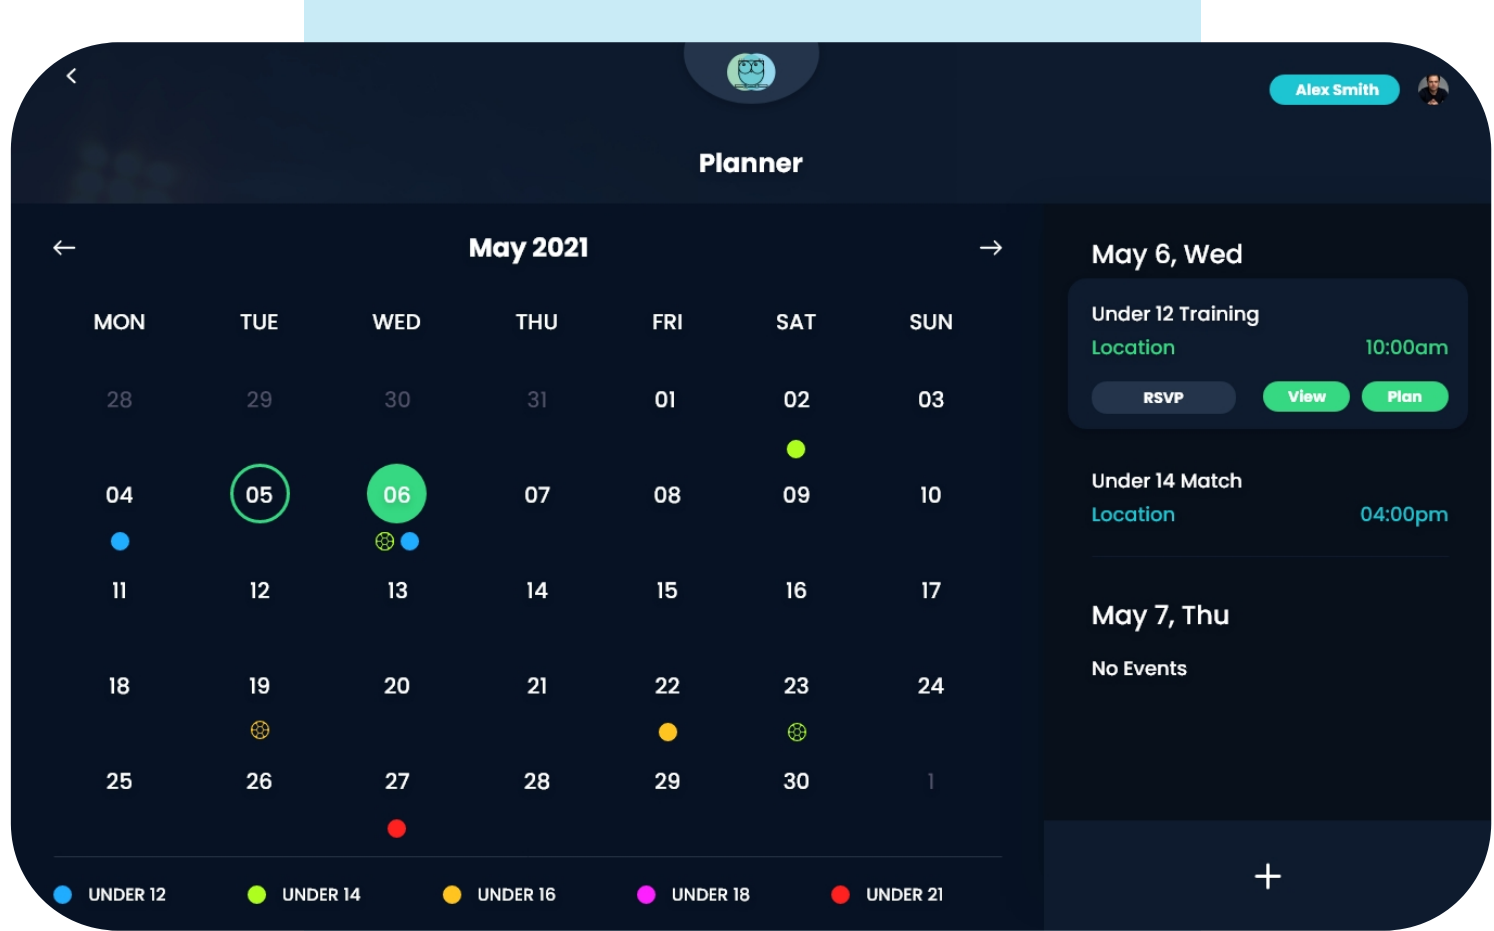 Alex Smith
Planner
May 2021
MON TUE WED THU FRI SAT SUN
28 29 30 31 01 02 03
04 05 06 07 08 09 10
11 12 13 14 15 16 17
18 19 20 21 22 23 24
25 26 27 28 29 30 1
UNDER 12 UNDER 14 UNDER 16 UNDER 18 UNDER 21
May 6, Wed
Under 12 Training
Location 10:00am
RSVP View Plan
Under 14 Match
Location 04:00pm
May 7, Thu
No Events